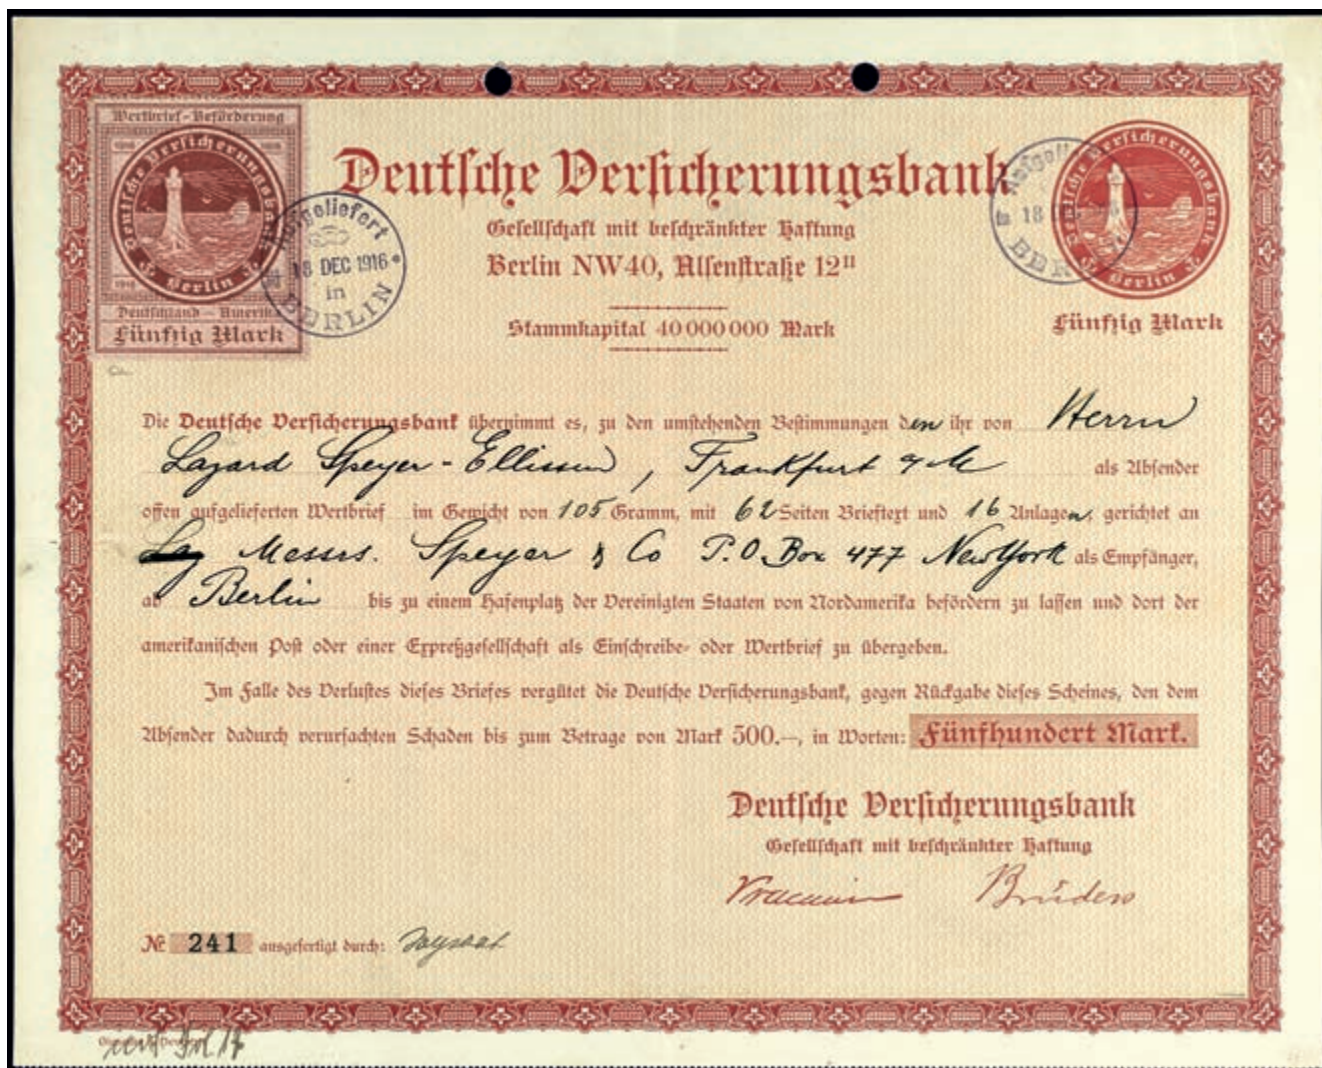 Wertbrief-Beförderung
Deutsche Versicherungsbank
Berlin
Deutschland – Amerika
Fünfzig Mark
Aufgeliefert
18 DEC 1916
in
BERLIN
Deutsche Versicherungsbank
Gesellschaft mit beschränkter Haftung
Berlin NW40, Alsenstraße 12 II
Stammkapital 40000000 Mark
Deutsche Versicherungsbank
Berlin
18
Fünfzig Mark
Die Deutsche Versicherungsbank übernimmt es, zu den umstehenden Bestimmungen den ihr von Herrn
Lazard Speyer-Ellissen, Frankfurt a/M als Absender
offen aufgelieferten Wertbrief im Gewicht von 105 Gramm, mit 62 Seiten Brieftext und 16 Anlagen, gerichtet an
Messrs. Speyer & Co P.O. Box 477 New York als Empfänger,
ab Berlin bis zu einem Hafenplatz der Vereinigten Staaten von Nordamerika befördern zu lassen und dort der
amerikanischen Post oder einer Expreßgesellschaft als Einschreibe- oder Wertbrief zu übergeben.
Im Falle des Verlustes dieses Briefes vergütet die Deutsche Versicherungsbank, gegen Rückgabe dieses Scheines, den dem
Absender dadurch verursachten Schaden bis zum Betrage von Mark 500.–, in Worten: Fünfhundert Mark.
Deutsche Versicherungsbank
Gesellschaft mit beschränkter Haftung
Brüders
№ 241 ausgefertigt durch: